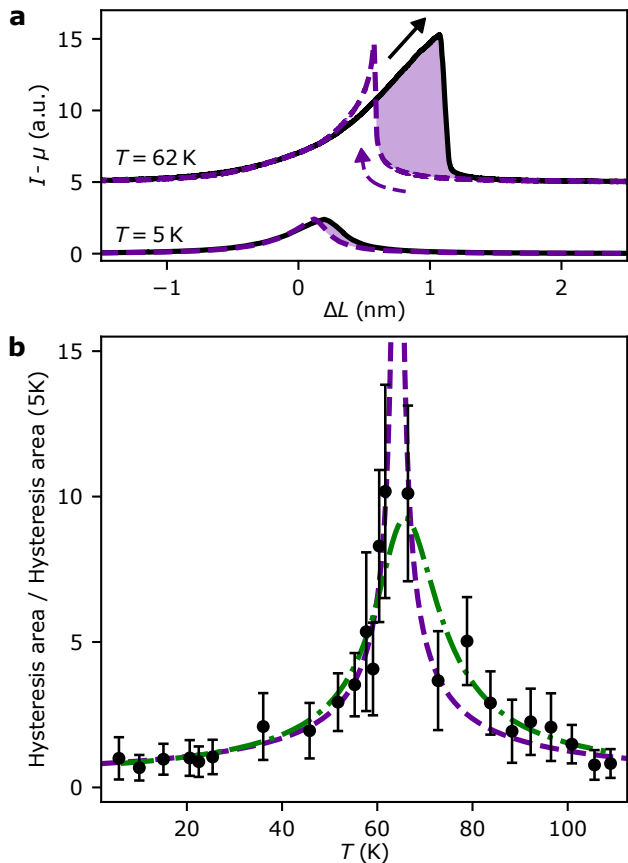 a
I - μ (a.u.)
15
10
5
0
T = 62 K
T = 5 K
−1
0
1
2
ΔL (nm)
b
Hysteresis area / Hysteresis area (5K)
15
10
5
0
20
40
60
80
100
T (K)